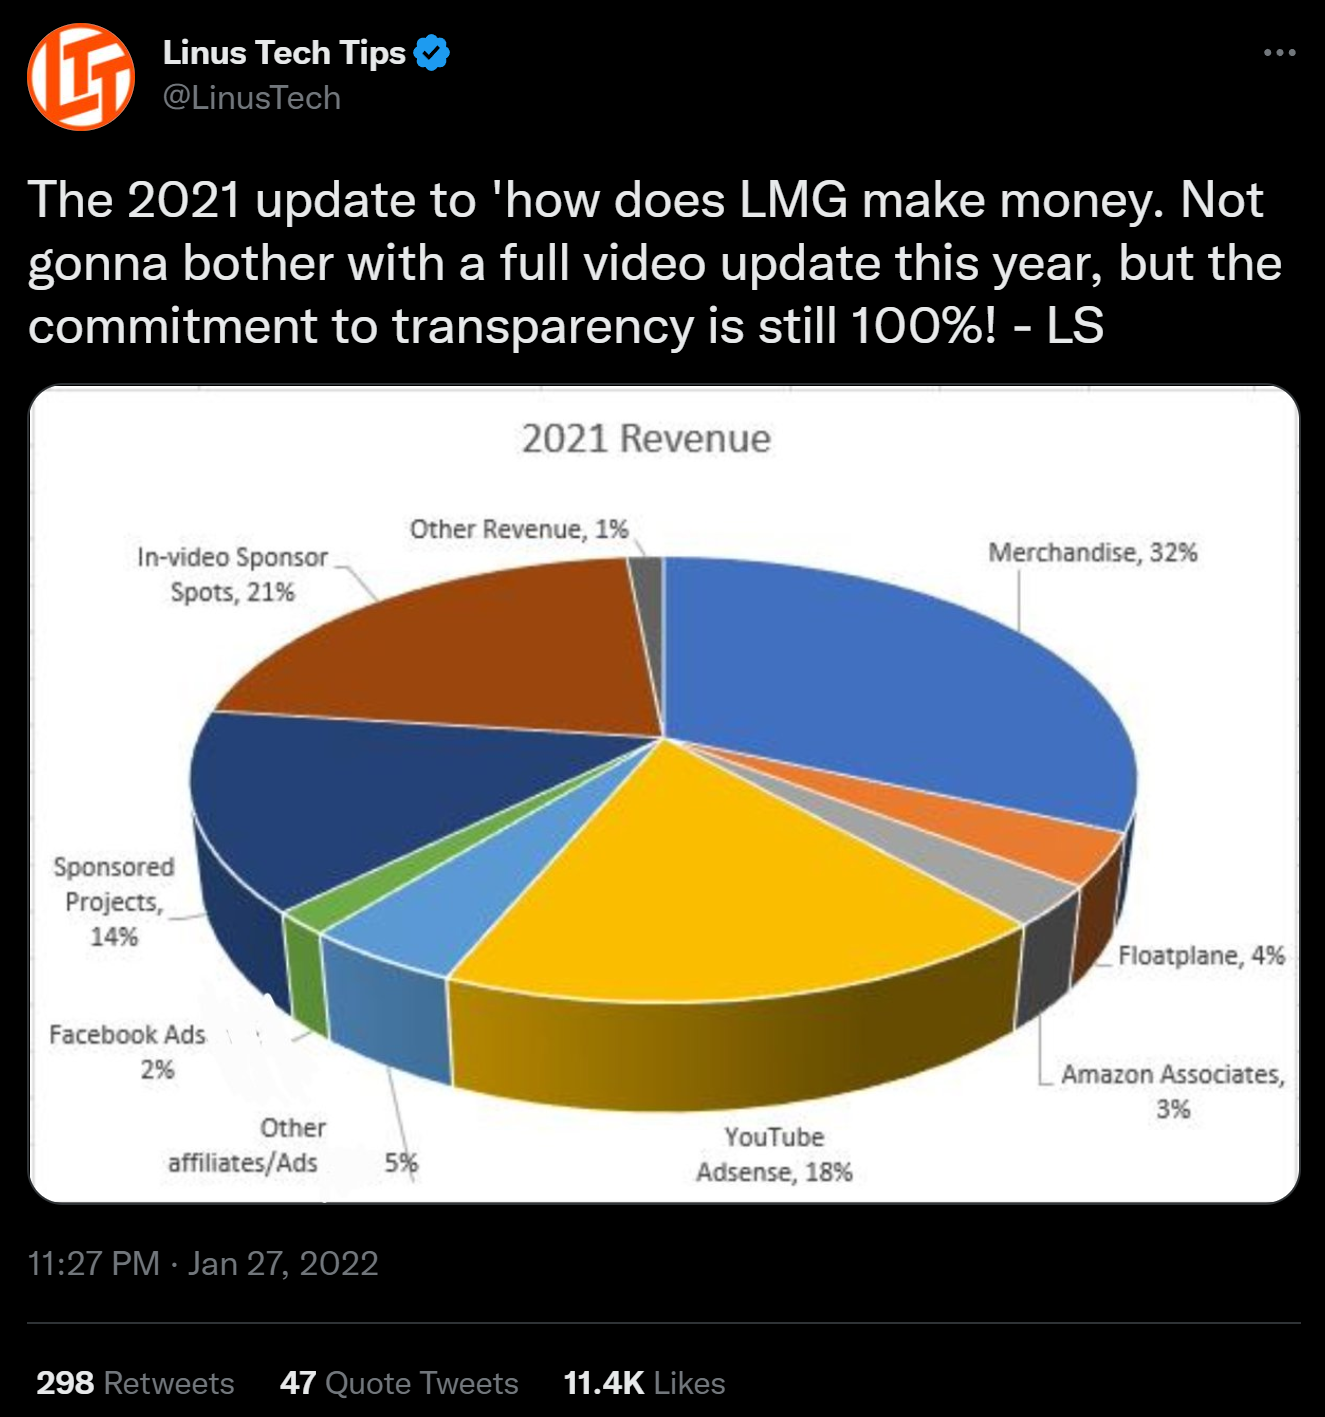 LTT
Linus Tech Tips
@LinusTech
The 2021 update to 'how does LMG make money. Not
gonna bother with a full video update this year, but the
commitment to transparency is still 100%! - LS
2021 Revenue
Other Revenue, 1%
In-video Sponsor
Spots, 21%
Merchandise, 32%
Sponsored
Projects,
14%
Floatplane, 4%
Facebook Ads
2%
Amazon Associates,
3%
Other
affiliates/Ads 5%
YouTube
Adsense, 18%
11:27 PM · Jan 27, 2022
298 Retweets 47 Quote Tweets 11.4K Likes